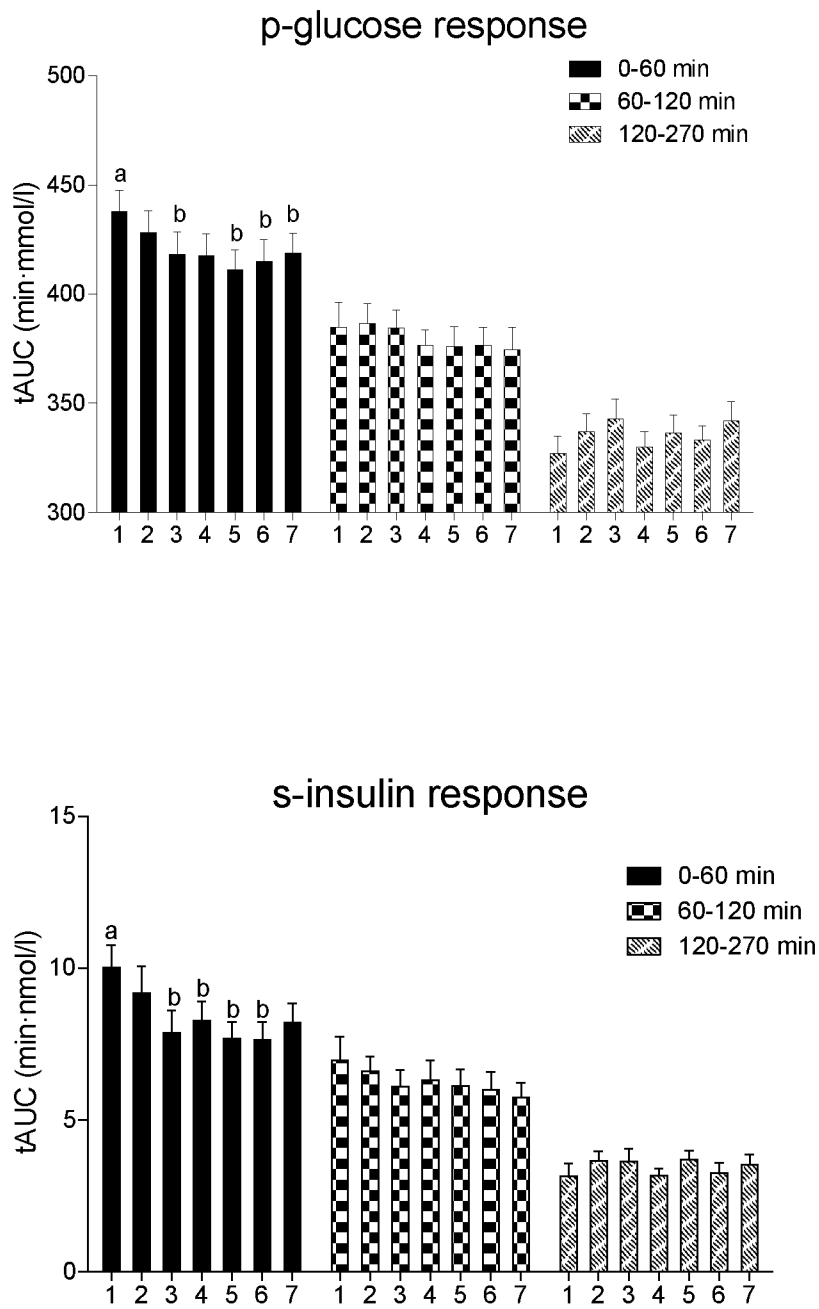 p-glucose response
0-60 min
60-120 min
120-270 min
tAUC (min·mmol/l)
500
450
400
350
300
a
b
b
b
b
1 2 3 4 5 6 7
1 2 3 4 5 6 7
1 2 3 4 5 6 7
s-insulin response
0-60 min
60-120 min
120-270 min
tAUC (min·nmol/l)
15
10
5
0
a
b
b
b
b
1 2 3 4 5 6 7
1 2 3 4 5 6 7
1 2 3 4 5 6 7